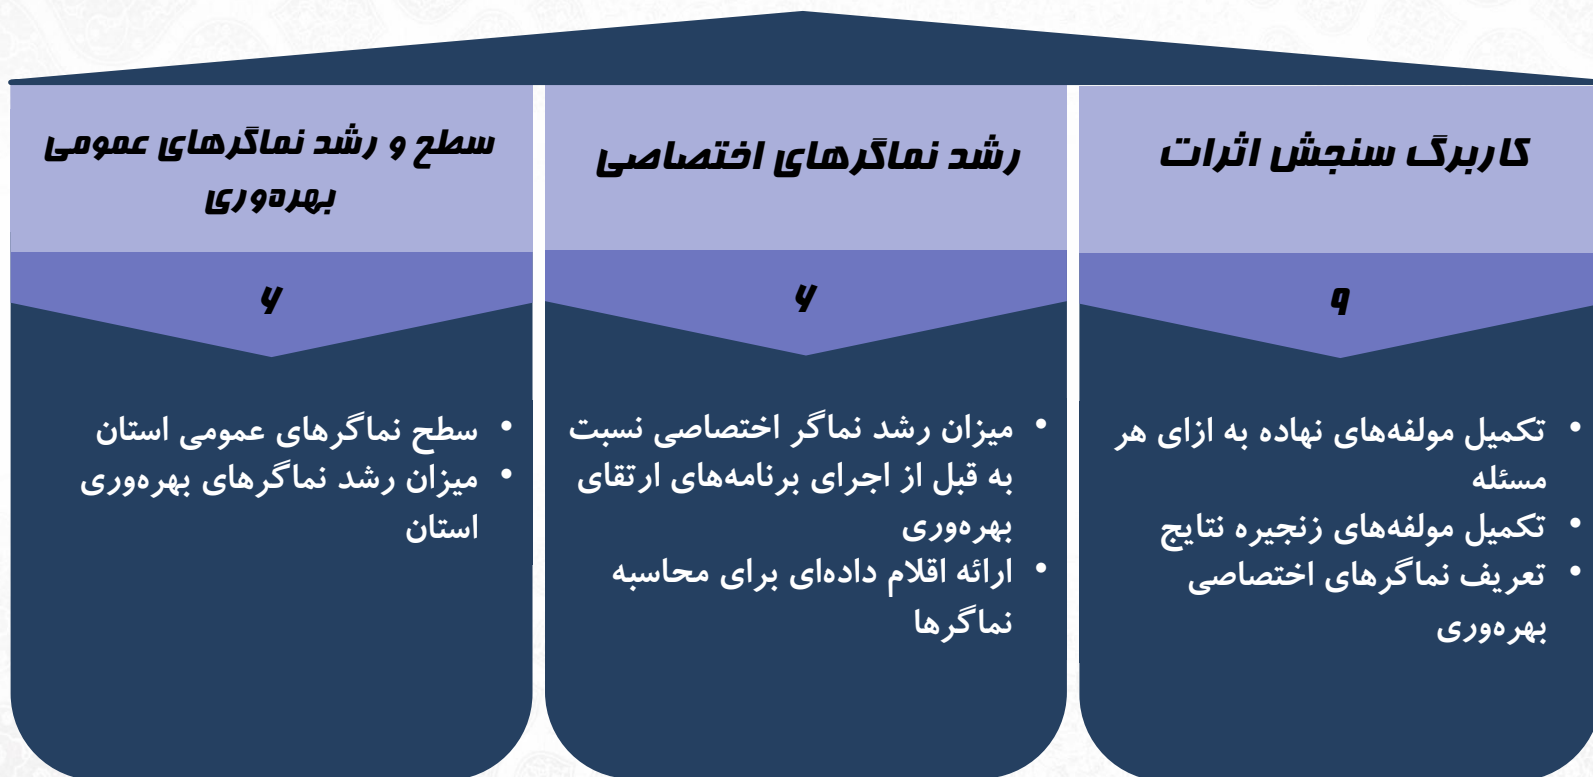 کاربرگ سنجش اثرات
۹
• تکمیل مولفه‌های نهاده به ازای هر
مسئله
• تکمیل مولفه‌های زنجیره نتایج
• تعریف نماگرهای اختصاصی
بهره‌وری
رشد نماگرهای اختصاصی
۶
• میزان رشد نماگر اختصاصی نسبت
به قبل از اجرای برنامه‌های ارتقای
بهره‌وری
• ارائه اقلام داده‌ای برای محاسبه
نماگرها
سطح و رشد نماگرهای عمومی
بهره‌وری
۶
• سطح نماگرهای عمومی استان
• میزان رشد نماگرهای بهره‌وری
استان